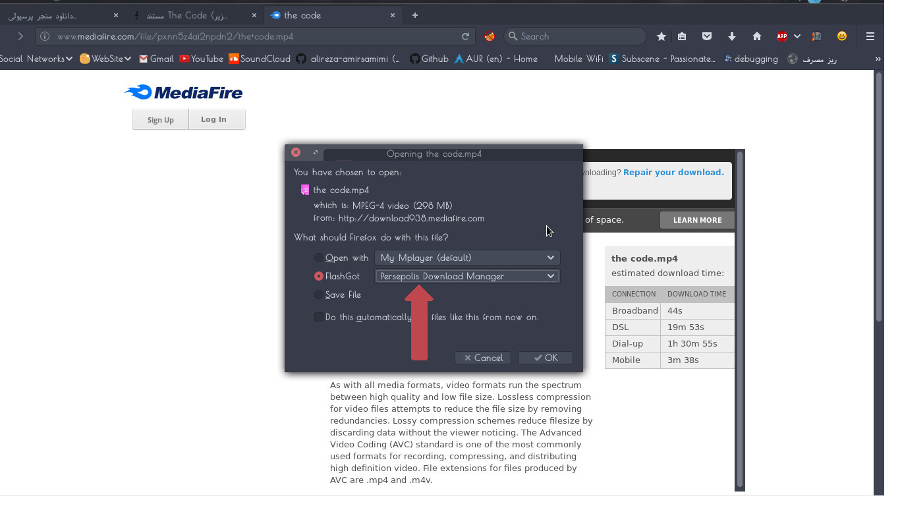 دانلود منجر پرسپولی...
the code
www.mediafire.com/file/pxnn5z4ai2npdn2/the+code.mp4
Search
ABP
Social Networks
WebSite
Gmail
YouTube
SoundCloud
alireza-amirsamimi (...
Github
AUR (en) - Home
Mobile WiFi
Subscene - Passionate...
debugging
ریز مصرف
»
MediaFire
Sign Up
Log In
Opening the code.mp4
You have chosen to open:
the code.mp4
which is: MPEG-4 video (298 MB)
from: http://download938.mediafire.com
What should Firefox do with this file?
Open with
My Mplayer (default)
FlashGot
Persepolis Download Manager
Save File
Do this automatically files like this from now on.
Cancel
OK
nloading? Repair your download.
of space.
LEARN MORE
the code.mp4
estimated download time:
CONNECTION DOWNLOAD TIME
Broadband 44s
DSL 19m 53s
Dial-up 1h 30m 55s
Mobile 3m 38s
As with all media formats, video formats run the spectrum
between high quality and low file size. Lossless compression
for video files attempts to reduce the file size by removing
redundancies. Lossy compression schemes reduce filesize by
discarding data without the viewer noticing. The Advanced
Video Coding (AVC) standard is one of the most commonly
used formats for recording, compressing, and distributing
high definition video. File extensions for files produced by
AVC are .mp4 and .m4v.